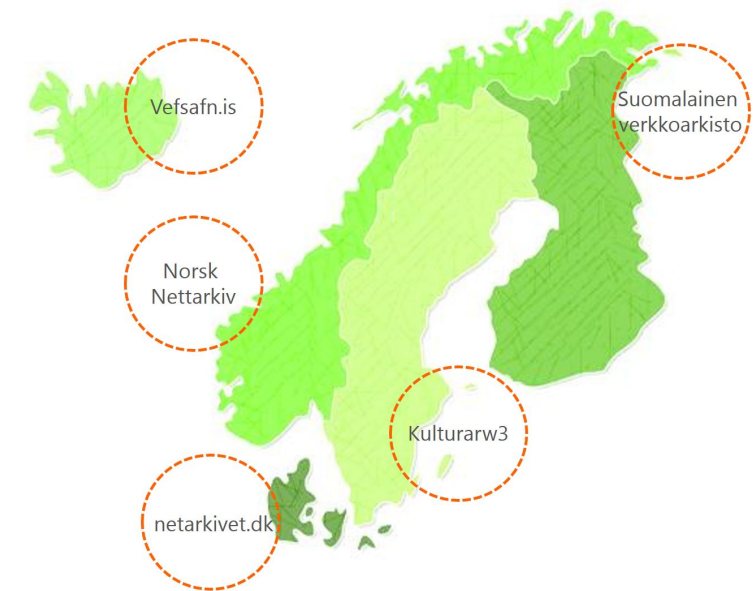 Vefsafn.is
Suomalainen
verkkoarkisto
Norsk
Nettarkiv
Kulturarw3
netarkivet.dk